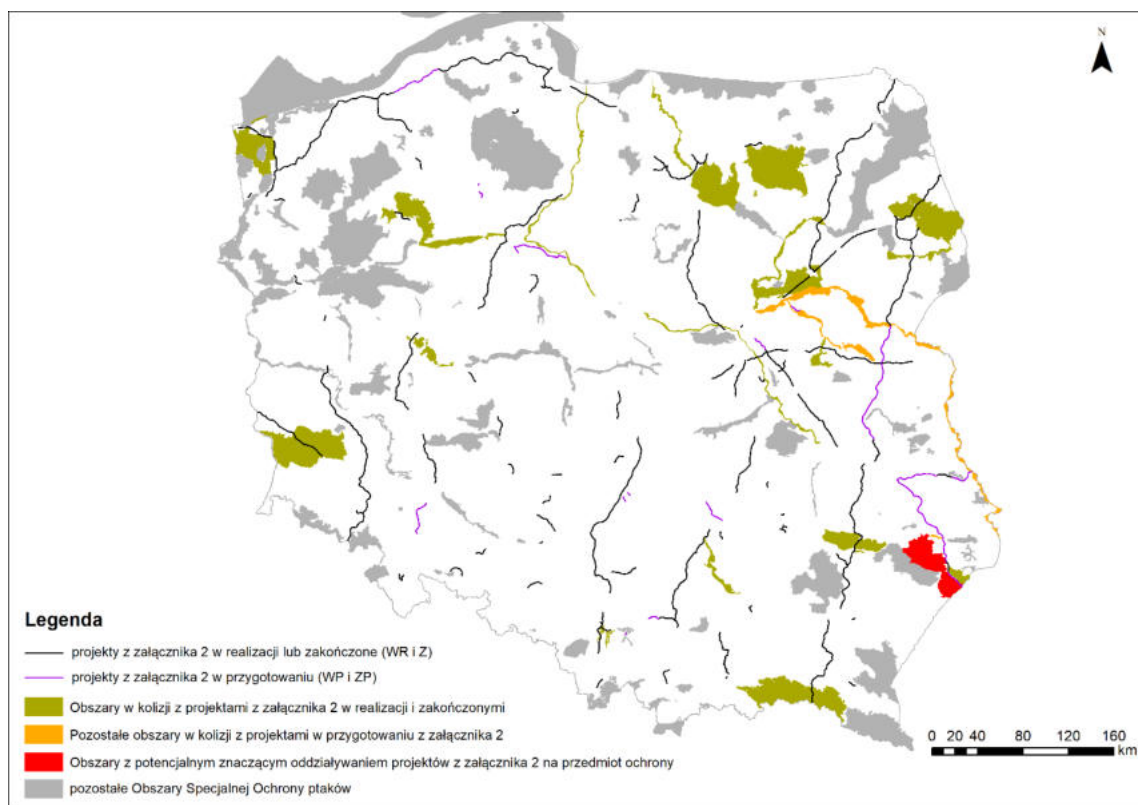 N
Legenda
projekty z załącznika 2 w realizacji lub zakończone (WR i Z)
projekty z załącznika 2 w przygotowaniu (WP i ZP)
Obszary w kolizji z projektami z załącznika 2 w realizacji i zakończonymi
Pozostałe obszary w kolizji z projektami w przygotowaniu z załącznika 2
Obszary z potencjalnym znaczącym oddziaływaniem projektów z załącznika 2 na przedmiot ochrony
pozostałe Obszary Specjalnej Ochrony ptaków
0 20 40 80 120 160
km